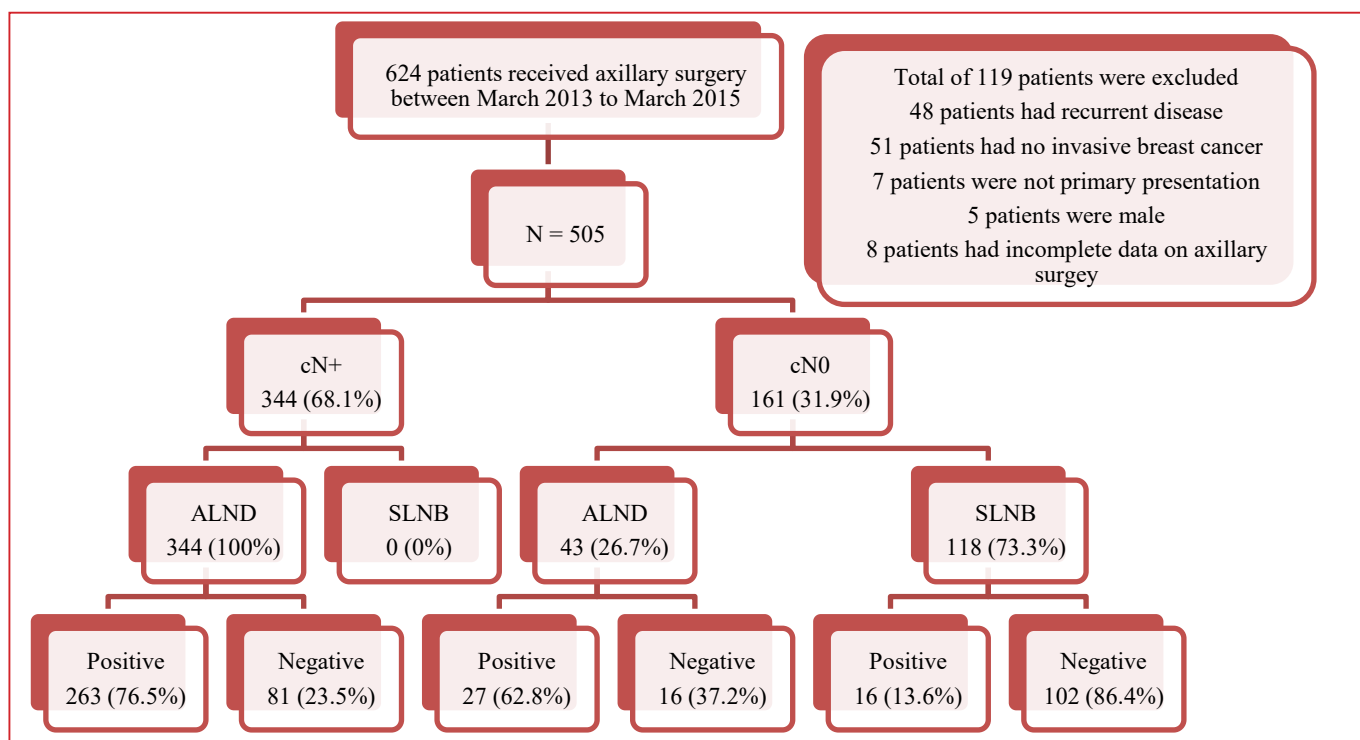 624 patients received axillary surgery
between March 2013 to March 2015
Total of 119 patients were excluded
48 patients had recurrent disease
51 patients had no invasive breast cancer
7 patients were not primary presentation
5 patients were male
8 patients had incomplete data on axillary
surgey
N = 505
cN+
344 (68.1%)
cN0
161 (31.9%)
ALND
344 (100%)
SLNB
0 (0%)
ALND
43 (26.7%)
SLNB
118 (73.3%)
Positive
263 (76.5%)
Negative
81 (23.5%)
Positive
27 (62.8%)
Negative
16 (37.2%)
Positive
16 (13.6%)
Negative
102 (86.4%)